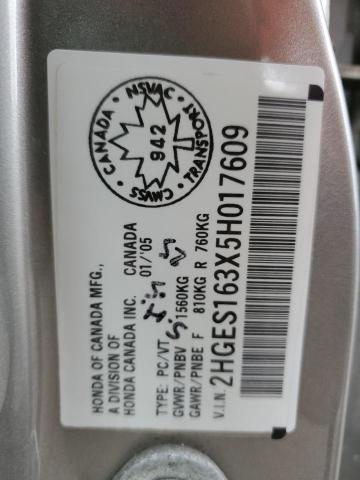 HONDA OF CANADA MFG.,
A DIVISION OF
HONDA CANADA INC. CANADA
01/'05
TYPE: PC/VT
GVWR/PNBV 1560KG
GAWR/PNBE F 810KG R 760KG
V.I.N. 2HGES163X5H017609
CANADA · NSVAC · TRANSPORT · CMVSS ·
942